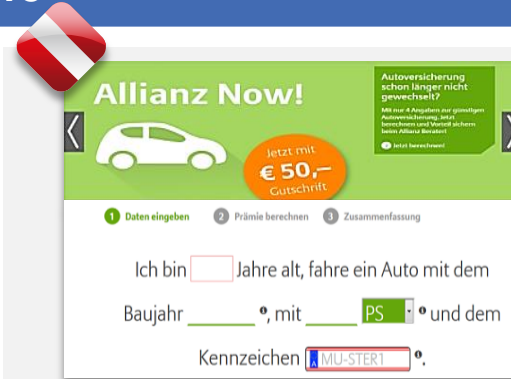 Allianz Now!
Autoversicherung
schon länger nicht
gewechselt?
Mit nur 4 Angaben zur günstigen
Autoversicherung. Jetzt
berechnen und Vorteil sichern
beim Allianz Berater!
Jetzt berechnen!
Jetzt mit
€ 50,–
Gutschrift
1 Daten eingeben 2 Prämie berechnen 3 Zusammenfassung
Ich bin Jahre alt, fahre ein Auto mit dem
Baujahr , mit PS und dem
Kennzeichen A MU-STER1 .